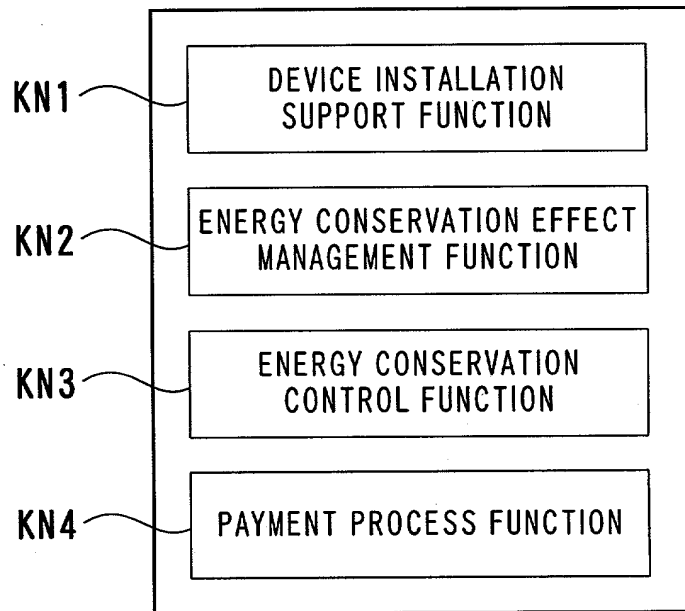 KN1
DEVICE INSTALLATION
SUPPORT FUNCTION
KN2
ENERGY CONSERVATION EFFECT
MANAGEMENT FUNCTION
KN3
ENERGY CONSERVATION
CONTROL FUNCTION
KN4
PAYMENT PROCESS FUNCTION